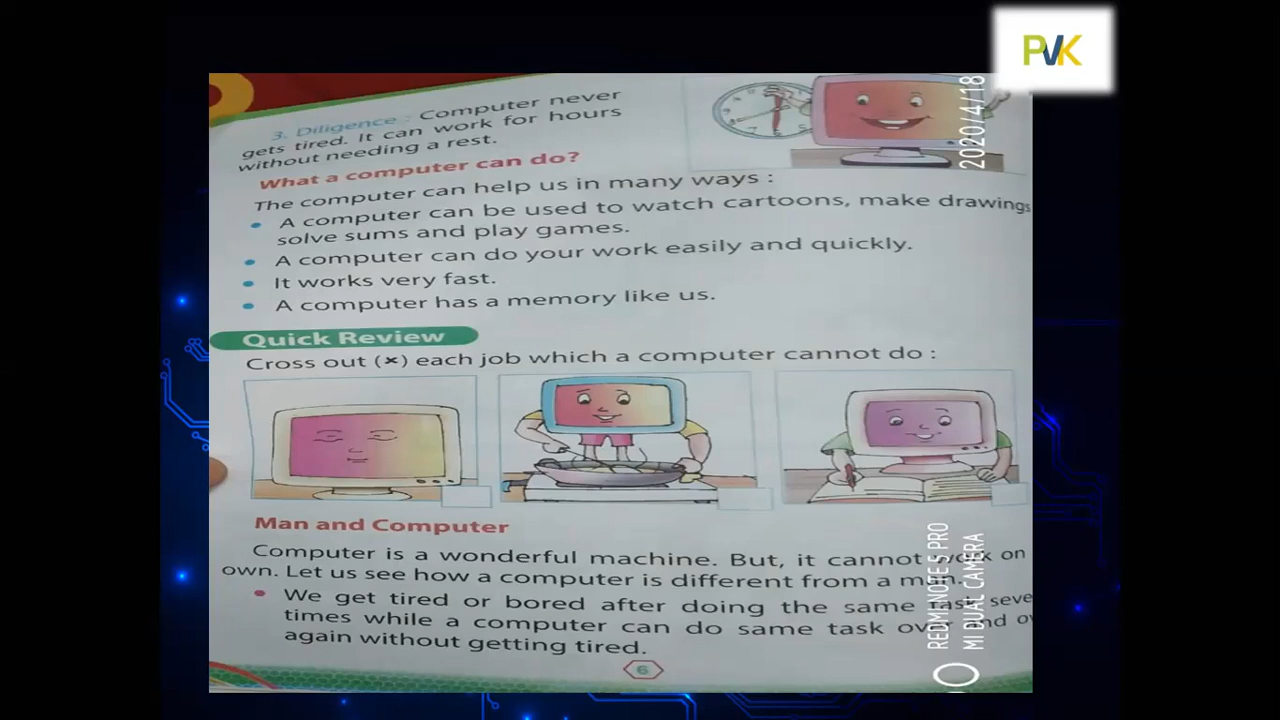 PVK
3. Diligence : Computer never
gets tired. It can work for hours
without needing a rest.
What a computer can do?
The computer can help us in many ways :
• A computer can be used to watch cartoons, make drawings
solve sums and play games.
• A computer can do your work easily and quickly.
• It works very fast.
• A computer has a memory like us.
Quick Review
Cross out (×) each job which a computer cannot do :
Man and Computer
Computer is a wonderful machine. But, it cannot work on
own. Let us see how a computer is different from a man.
• We get tired or bored after doing the same task seve
times while a computer can do same task over and ov
again without getting tired.
6
2020/4/18
REDMI NOTE 5 PRO
MI DUAL CAMERA